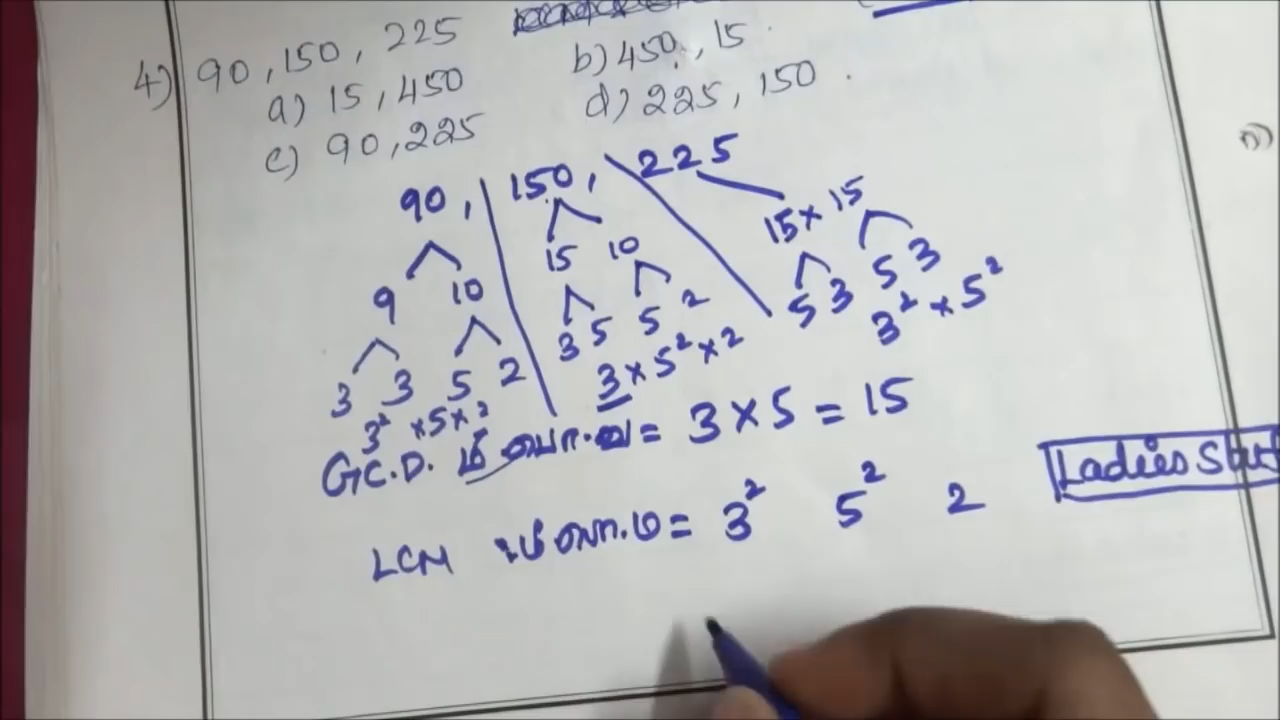 4) 90, 150, 225
a) 15, 450
b) 450, 15
c) 90, 225
d) 225, 150
90, 150, 225
9 10
15 10
15 × 15
3 3 5 2
3 5 5 2
5 3 5 3
3² × 5 × 2
3 × 5² × 2
3² × 5²
G.C.D. = 3 × 5 = 15
LCM = 3² 5² 2
Ladies